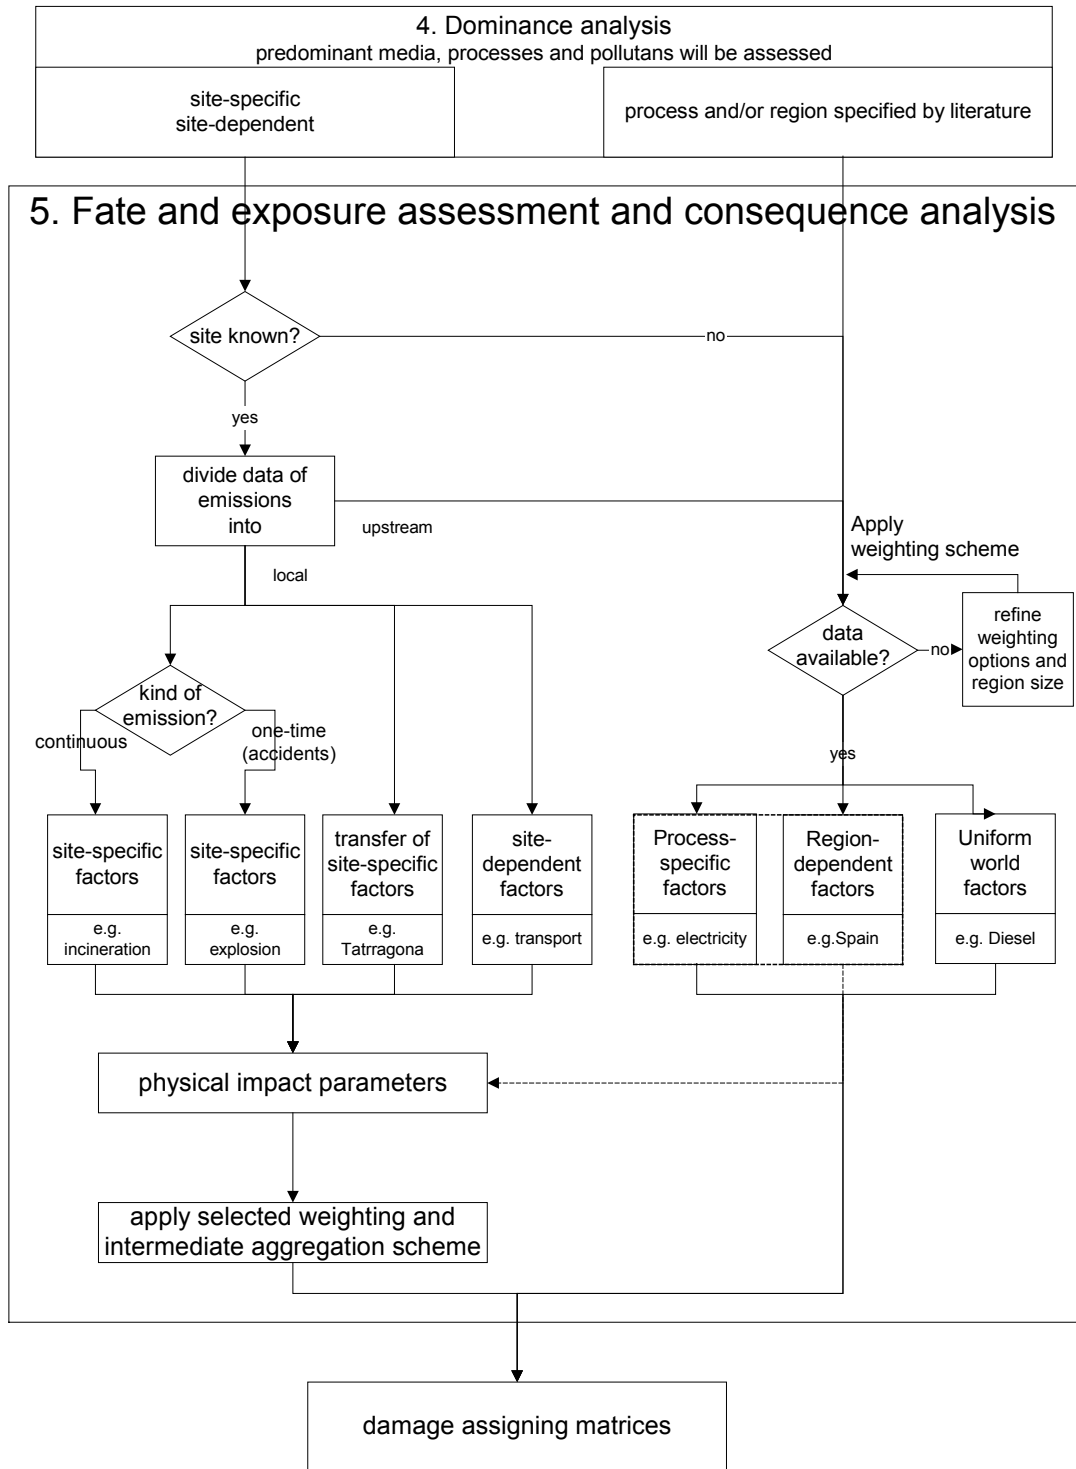 4. Dominance analysis
predominant media, processes and pollutans will be assessed
site-specific
site-dependent
process and/or region specified by literature
5. Fate and exposure assessment and consequence analysis
site known?
no
yes
divide data of
emissions
into
upstream
local
Apply
weighting scheme
data
available?
no
refine
weighting
options and
region size
kind of
emission?
continuous
one-time
(accidents)
yes
site-specific
factors
e.g.
incineration
site-specific
factors
e.g.
explosion
transfer of
site-specific
factors
e.g.
Tatrragona
site-
dependent
factors
e.g. transport
Process-
specific
factors
e.g. electricity
Region-
dependent
factors
e.g.Spain
Uniform
world
factors
e.g. Diesel
physical impact parameters
apply selected weighting and
intermediate aggregation scheme
damage assigning matrices